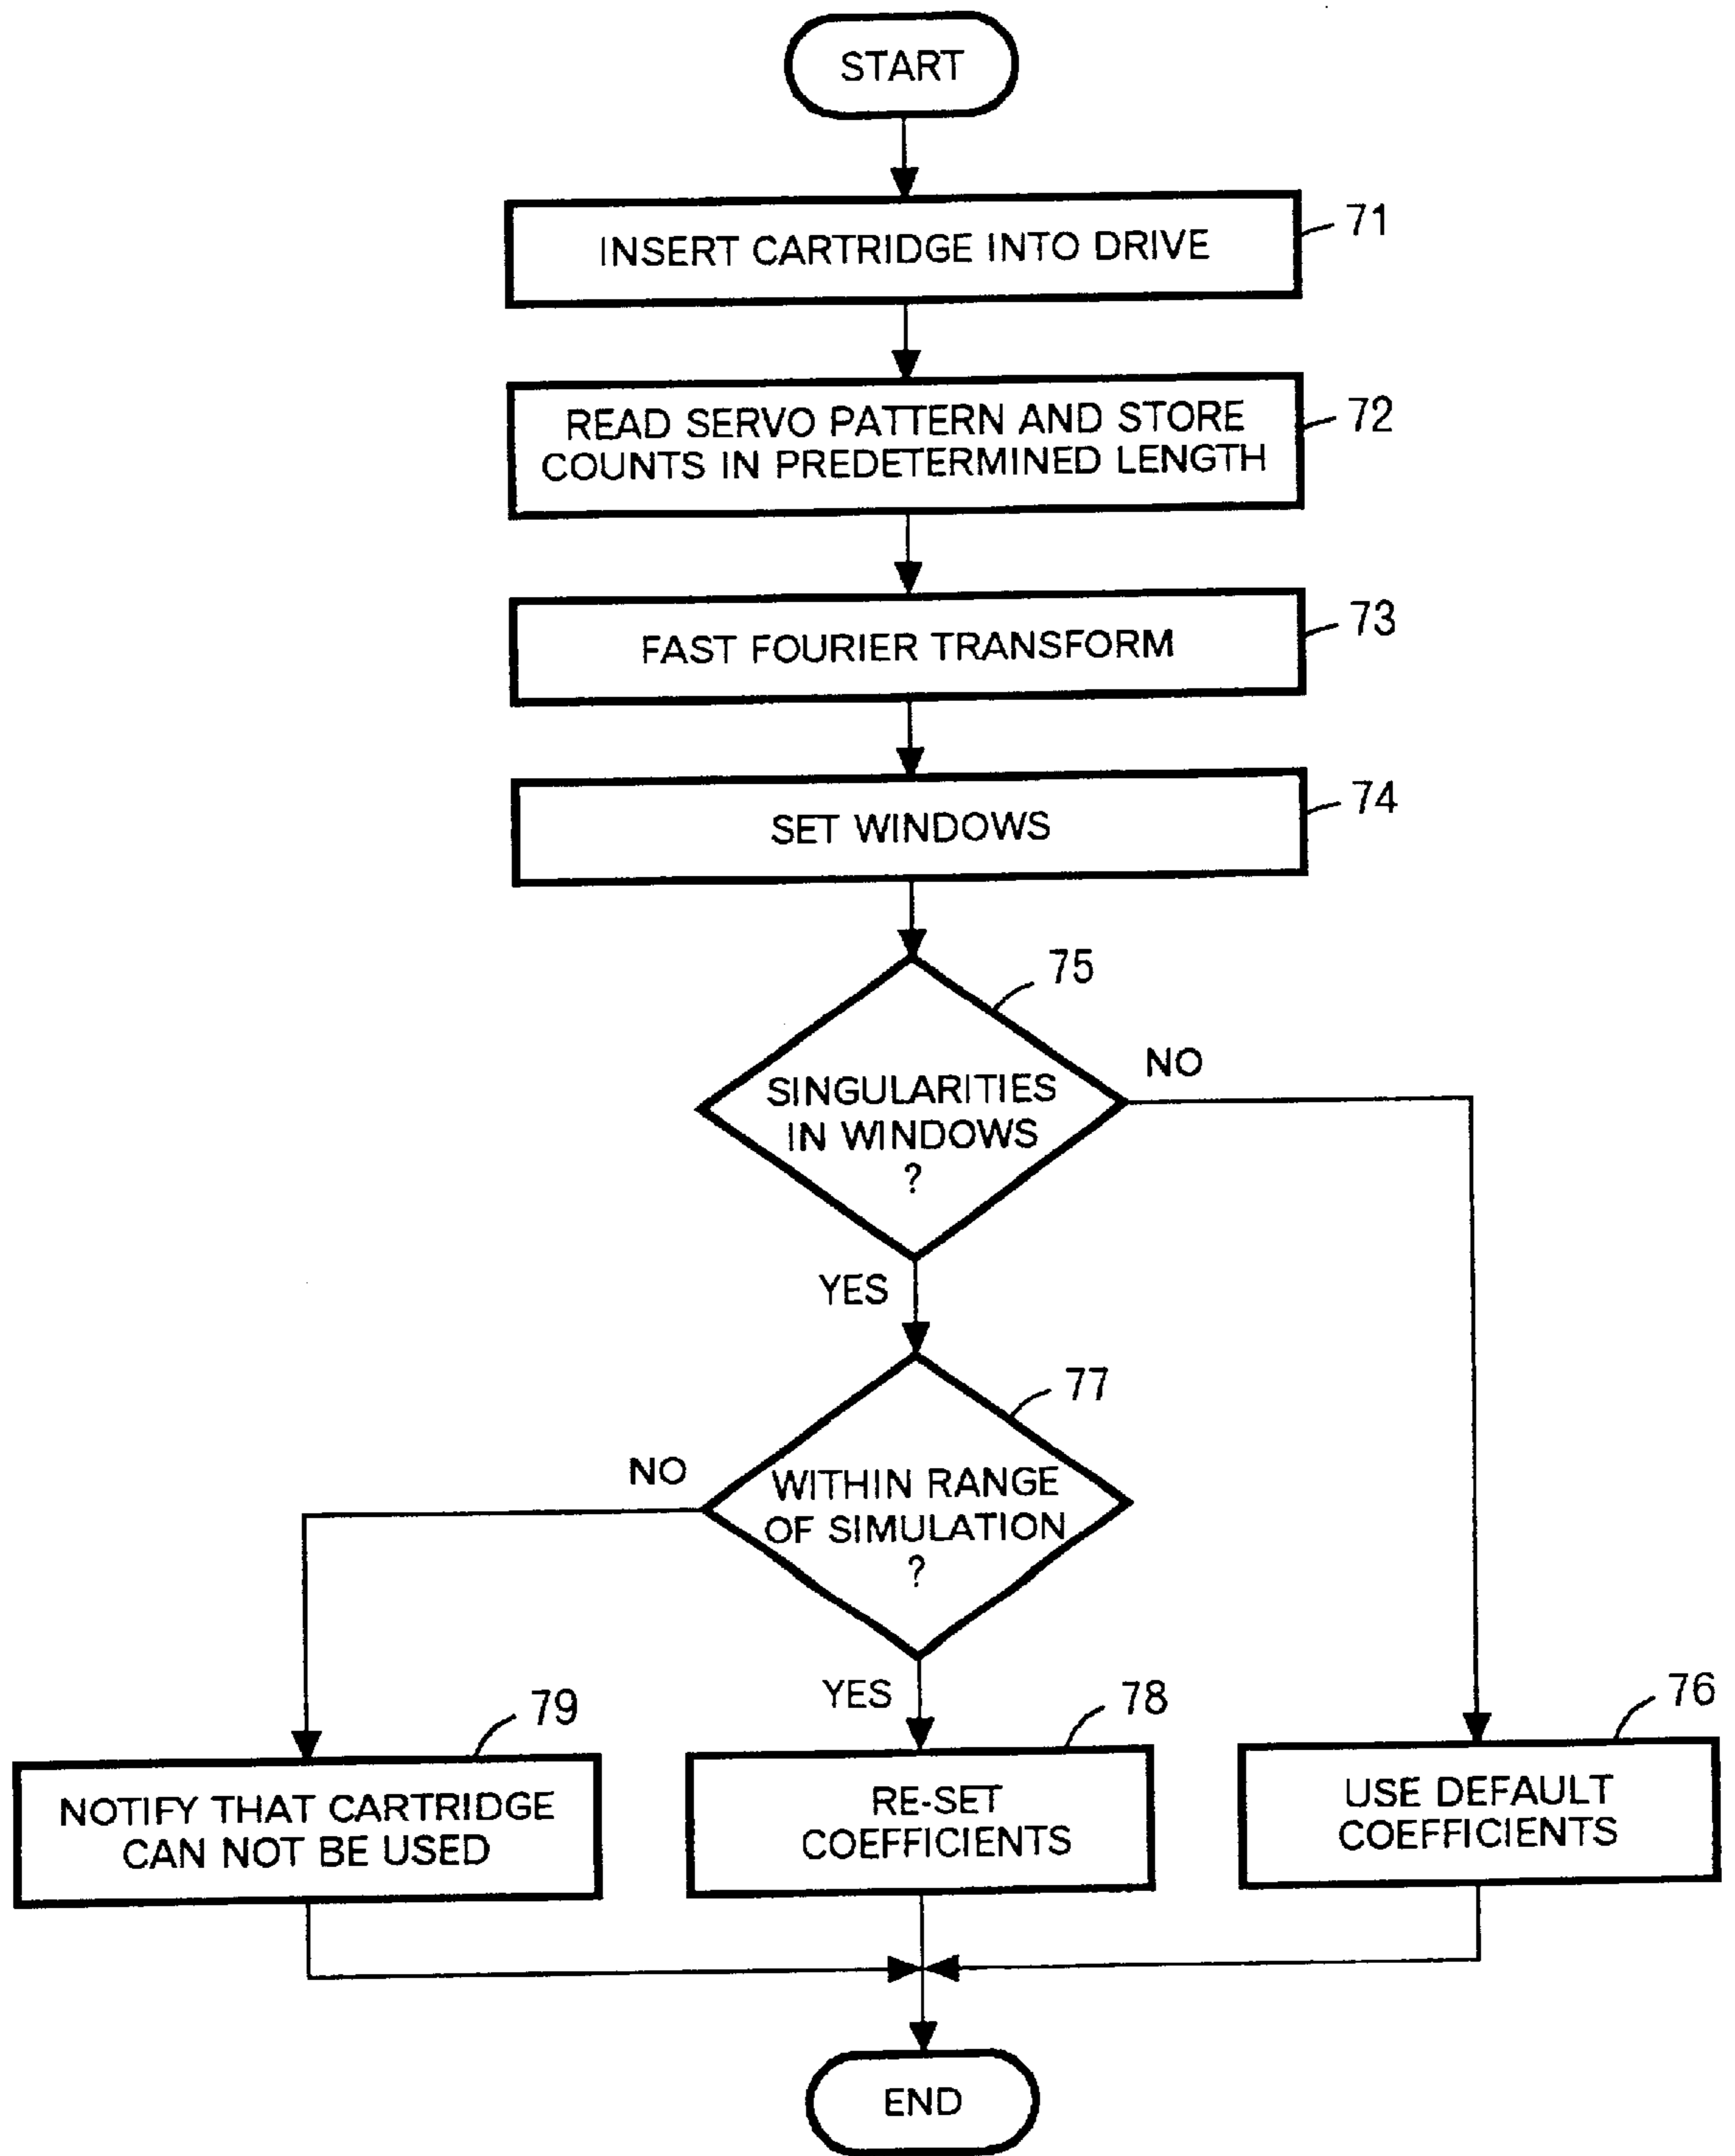 START
INSERT CARTRIDGE INTO DRIVE
71
READ SERVO PATTERN AND STORE
COUNTS IN PREDETERMINED LENGTH
72
FAST FOURIER TRANSFORM
73
SET WINDOWS
74
75
SINGULARITIES
IN WINDOWS
?
NO
YES
77
WITHIN RANGE
OF SIMULATION
?
NO
YES
79
NOTIFY THAT CARTRIDGE
CAN NOT BE USED
78
RE-SET
COEFFICIENTS
76
USE DEFAULT
COEFFICIENTS
END